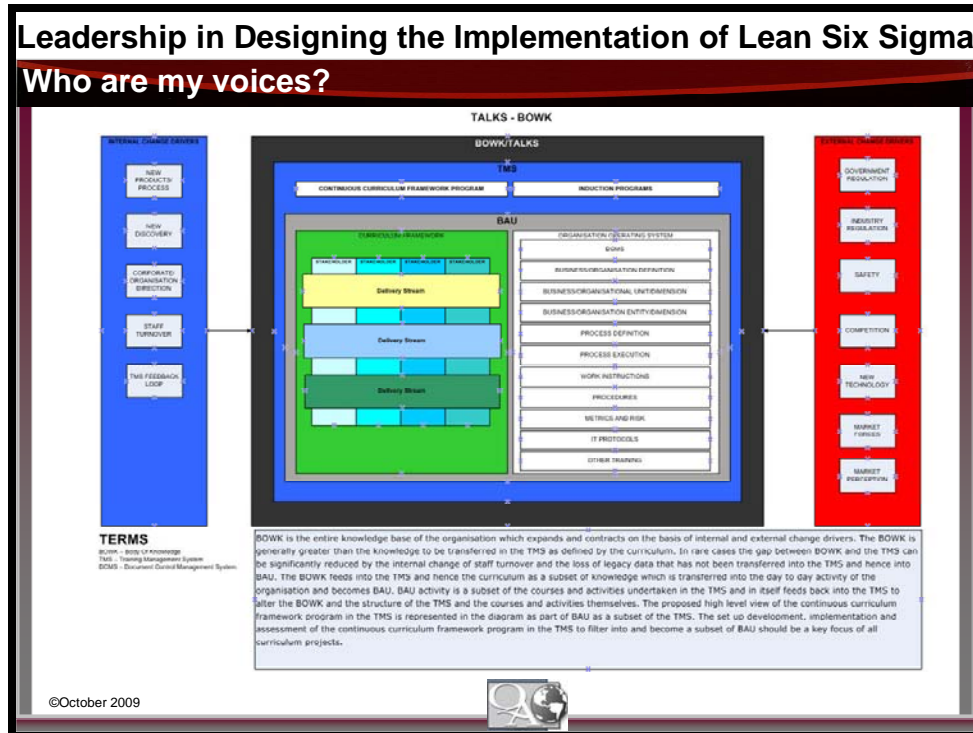 Leadership in Designing the Implementation of Lean Six Sigma
Who are my voices?
TALKS - BOWK
INTERNAL CHANGE DRIVERS
NEW
PRODUCTS/
PROCESS
NEW
DISCOVERY
CORPORATE/
ORGANISATION
DIRECTION
STAFF
TURNOVER
TMS FEEDBACK
LOOP
BOWK/TALKS
TMS
CONTINUOUS CURRICULUM FRAMEWORK PROGRAM
INDUCTION PROGRAMS
BAU
CURRICULUM FRAMEWORK
STAKEHOLDER STAKEHOLDER STAKEHOLDER STAKEHOLDER
Delivery Stream
Delivery Stream
Delivery Stream
ORGANISATION OPERATING SYSTEM
DCMS
BUSINESS/ORGANISATION DEFINITION
BUSINESS/ORGANISATIONAL UNIT/DIMENSION
BUSINESS/ORGANISATION ENTITY/DIMENSION
PROCESS DEFINITION
PROCESS EXECUTION
WORK INSTRUCTIONS
PROCEDURES
METRICS AND RISK
IT PROTOCOLS
OTHER TRAINING
EXTERNAL CHANGE DRIVERS
GOVERNMENT
REGULATION
INDUSTRY
REGULATION
SAFETY
COMPETITION
NEW
TECHNOLOGY
MARKET
FORCES
MARKET
PERCEPTION
TERMS
BOWK – Body Of Knowledge
TMS – Training Management System
DCMS – Document Control Management System
BOWK is the entire knowledge base of the organisation which expands and contracts on the basis of internal and external change drivers. The BOWK is
generally greater than the knowledge to be transferred in the TMS as defined by the curriculum. In rare cases the gap between BOWK and the TMS can
be significantly reduced by the internal change of staff turnover and the loss of legacy data that has not been transferred into the TMS and hence into
BAU. The BOWK feeds into the TMS and hence the curriculum as a subset of knowledge which is transferred into the day to day activity of the
organisation and becomes BAU. BAU activity is a subset of the courses and activities undertaken in the TMS and in itself feeds back into the TMS to
alter the BOWK and the structure of the TMS and the courses and activities themselves. The proposed high level view of the continuous curriculum
framework program in the TMS is represented in the diagram as part of BAU as a subset of the TMS. The set up development, implementation and
assessment of the continuous curriculum framework program in the TMS to filter into and become a subset of BAU should be a key focus of all
curriculum projects.
©October 2009